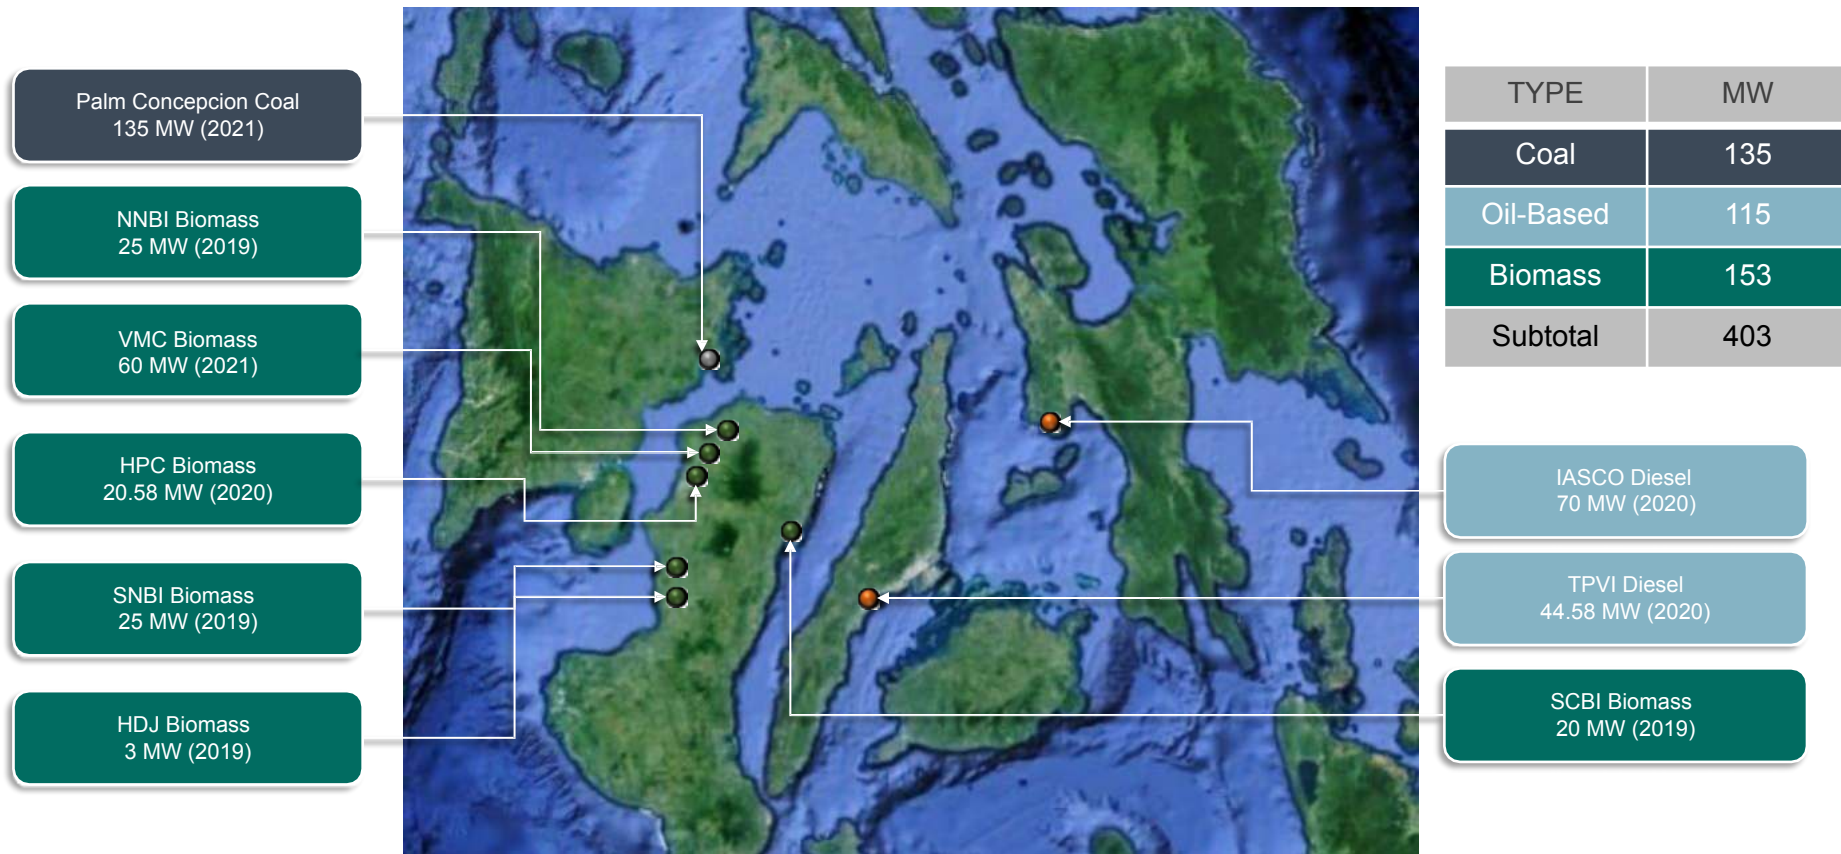 Palm Concepcion Coal
135 MW (2021)
NNBI Biomass
25 MW (2019)
VMC Biomass
60 MW (2021)
HPC Biomass
20.58 MW (2020)
SNBI Biomass
25 MW (2019)
HDJ Biomass
3 MW (2019)
TYPE MW
Coal 135
Oil-Based 115
Biomass 153
Subtotal 403
IASCO Diesel
70 MW (2020)
TPVI Diesel
44.58 MW (2020)
SCBI Biomass
20 MW (2019)